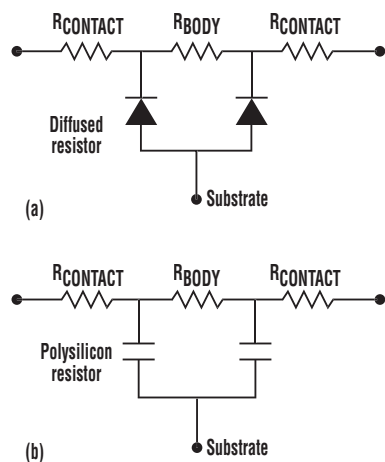 RCONTACT RBODY RCONTACT
Diffused
resistor
Substrate
(a)
RCONTACT RBODY RCONTACT
Polysilicon
resistor
Substrate
(b)